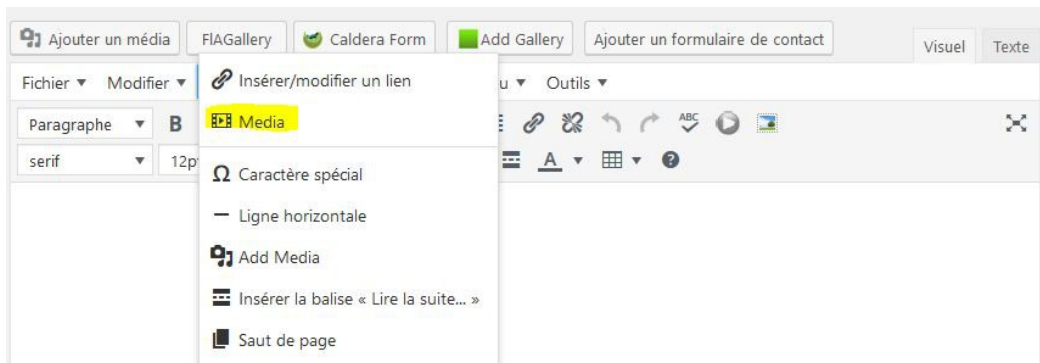 Ajouter un média FlAGallery Caldera Form Add Gallery Ajouter un formulaire de contact Visuel Texte
Fichier Modifier Insérer/modifier un lien u Outils
Paragraphe B Media ABC
serif 12p A
Ω Caractère spécial
Ligne horizontale
Add Media
Insérer la balise « Lire la suite... »
Saut de page